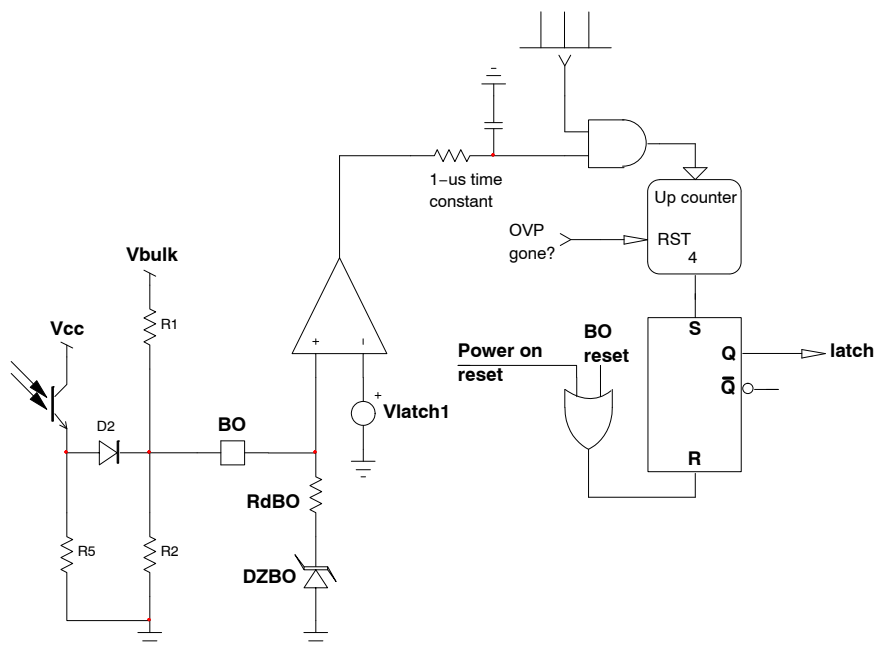 1−us time
constant
Up counter
OVP
gone?
RST
4
Vbulk
R1
Vcc
S
Power on
reset
BO
reset
Q
latch
Q̅
+
−
+
Vlatch1
D2
BO
R
RdBO
R5
R2
DZBO